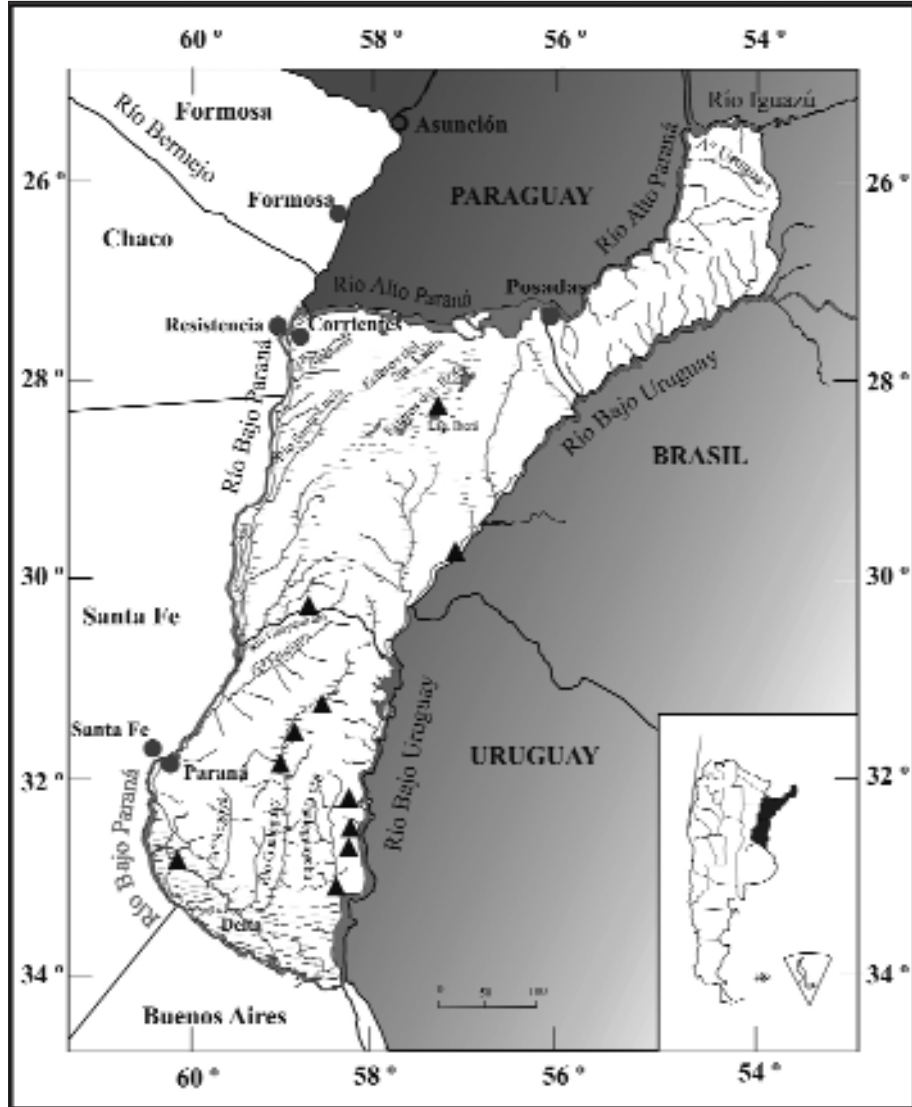 60 º
58 º
56 º
54 º
Formosa
Río Bermejo
Asunción
Río Iguazú
26 º
26 º
Formosa
PARAGUAY
Río Alto Paraná
Chaco
Río Alto Paraná
Posadas
Resistencia
Corrientes
28 º
28 º
Río Bajo Paraná
Río Bajo Uruguay
BRASIL
30 º
30 º
Santa Fe
Santa Fe
Paraná
Río Bajo Uruguay
URUGUAY
32 º
32 º
Río Bajo Paraná
Delta
34 º
34 º
0 50 100
Buenos Aires
60 º
58 º
56 º
54 º